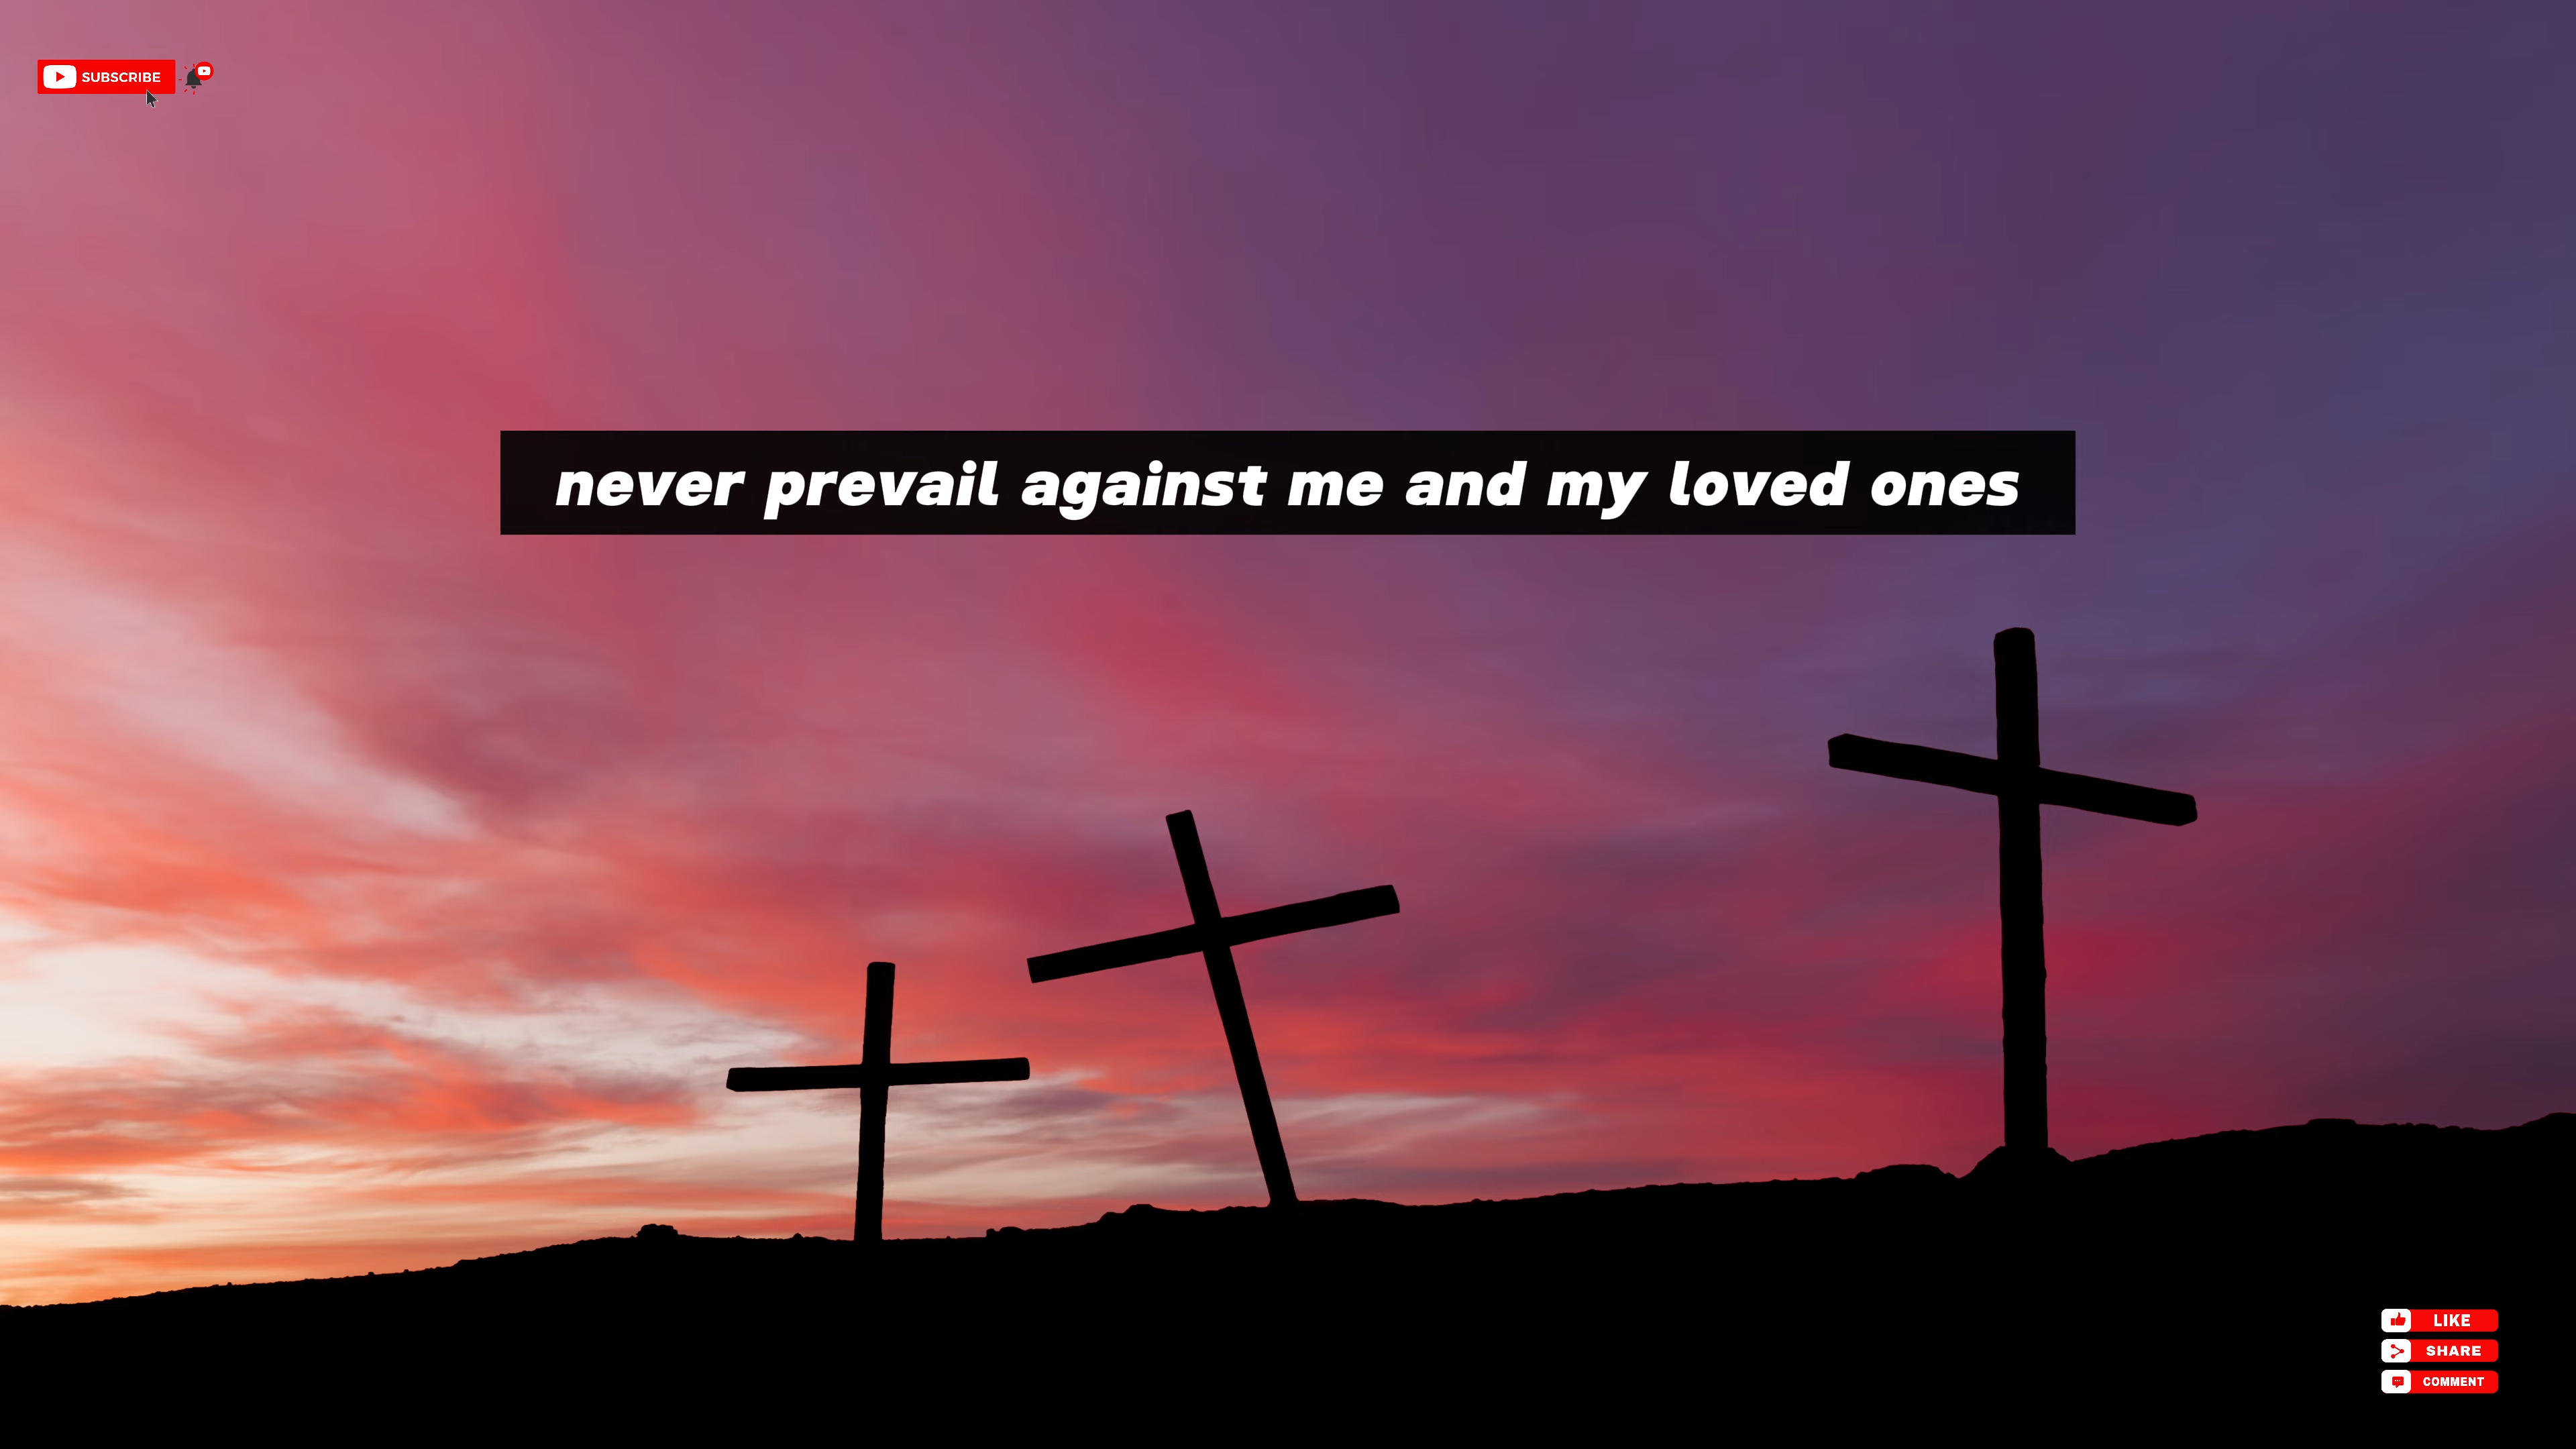 SUBSCRIBE
never prevail against me and my loved ones
LIKE
SHARE
COMMENT